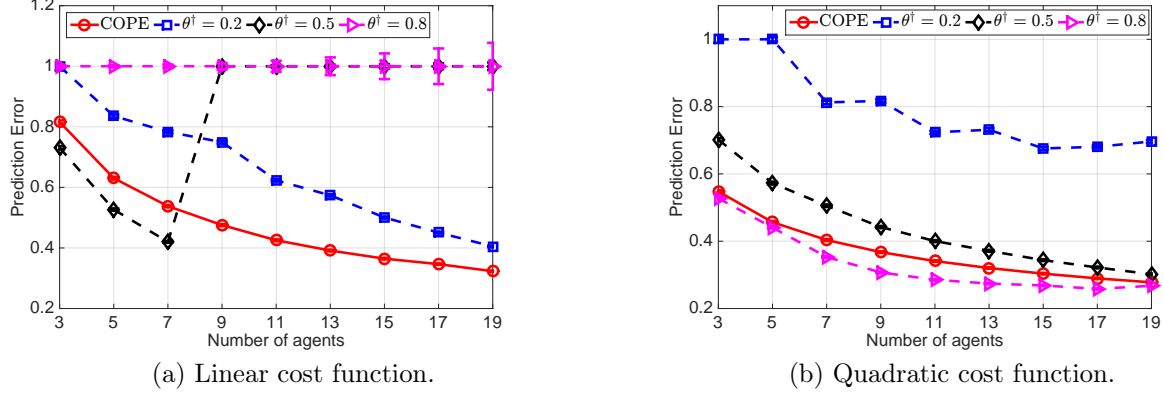 COPE θ† = 0.2 θ† = 0.5 θ† = 0.8
1.2
1
0.8
0.6
0.4
0.2
Prediction Error
3 5 7 9 11 13 15 17 19
Number of agents
(a) Linear cost function.
COPE θ† = 0.2 θ† = 0.5 θ† = 0.8
1
0.8
0.6
0.4
0.2
Prediction Error
3 5 7 9 11 13 15 17 19
Number of agents
(b) Quadratic cost function.